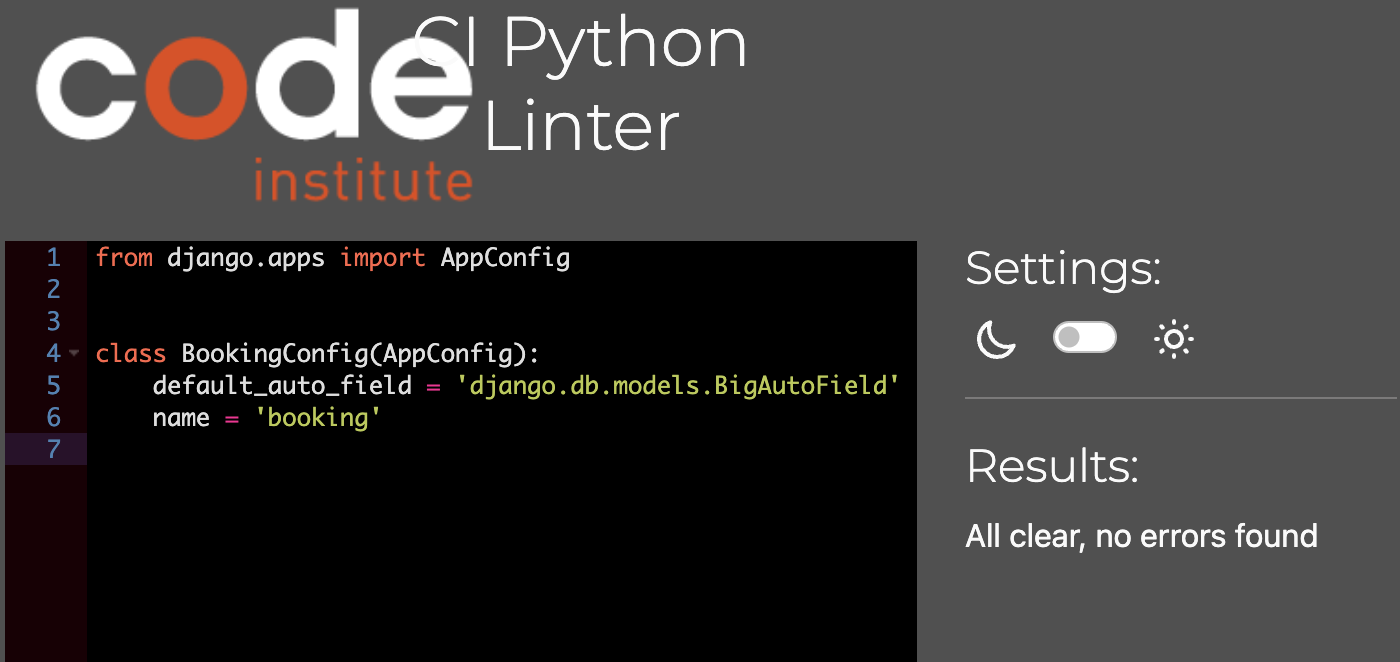 code
institute
CI Python
Linter
1 from django.apps import AppConfig
2
3
4 class BookingConfig(AppConfig):
5     default_auto_field = 'django.db.models.BigAutoField'
6     name = 'booking'
7
Settings:
Results:
All clear, no errors found